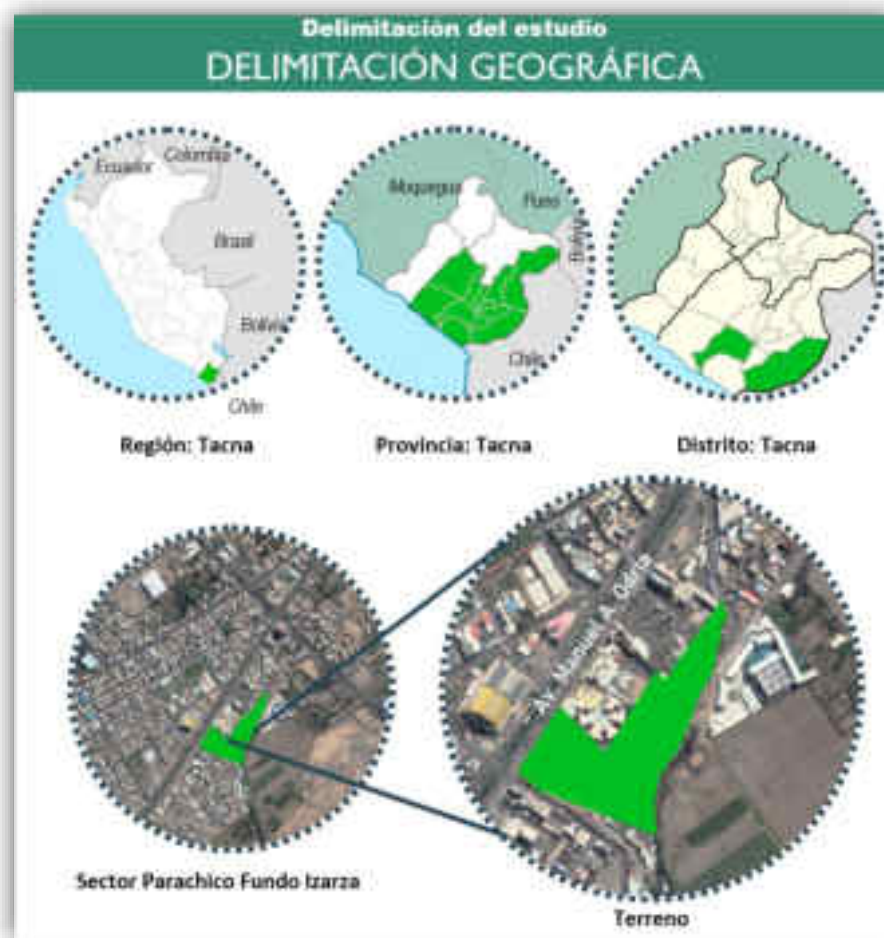 Delimitación del estudio
DELIMITACIÓN GEOGRÁFICA
Ecuador
Colombia
Brasil
Bolivia
Chile
Región: Tacna
Moquegua
Puno
Bolivia
Chile
Provincia: Tacna
Distrito: Tacna
Sector Parachico Fundo Izarza
Av. Manuel A. Odría
Terreno